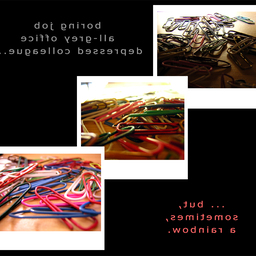 boring job
all-grey office
depressed colleague...
... but,
sometimes,
a rainbow.